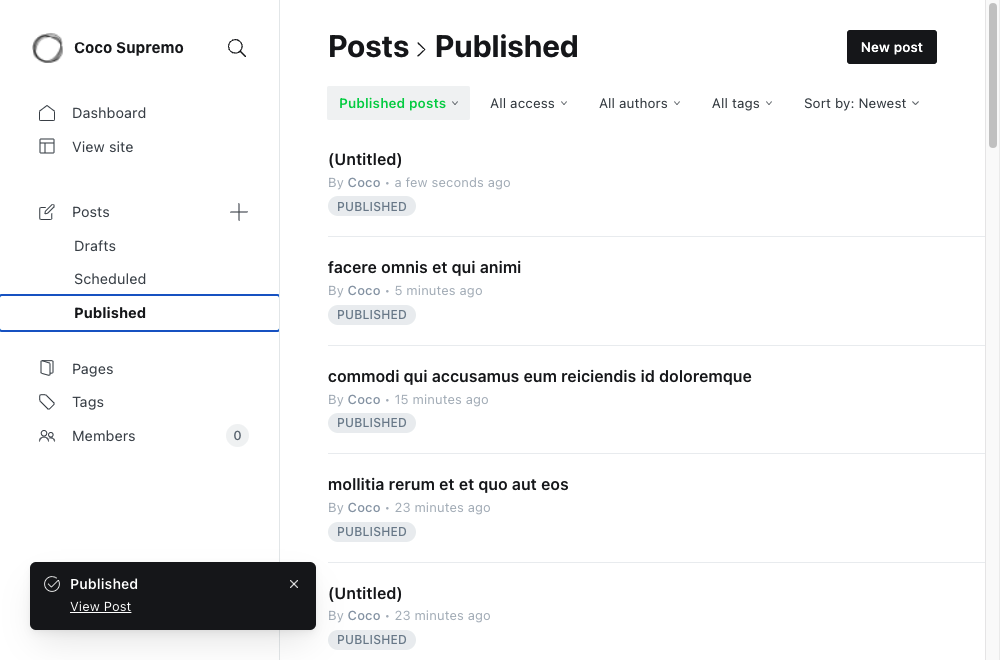 Coco Supremo
Dashboard
View site
Posts
Drafts
Scheduled
Published
Pages
Tags
Members 0
Posts > Published
New post
Published posts All access All authors All tags Sort by: Newest
(Untitled)
By Coco • a few seconds ago
PUBLISHED
facere omnis et qui animi
By Coco • 5 minutes ago
PUBLISHED
commodi qui accusamus eum reiciendis id doloremque
By Coco • 15 minutes ago
PUBLISHED
mollitia rerum et et quo aut eos
By Coco • 23 minutes ago
PUBLISHED
(Untitled)
By Coco • 23 minutes ago
PUBLISHED
Published
View Post